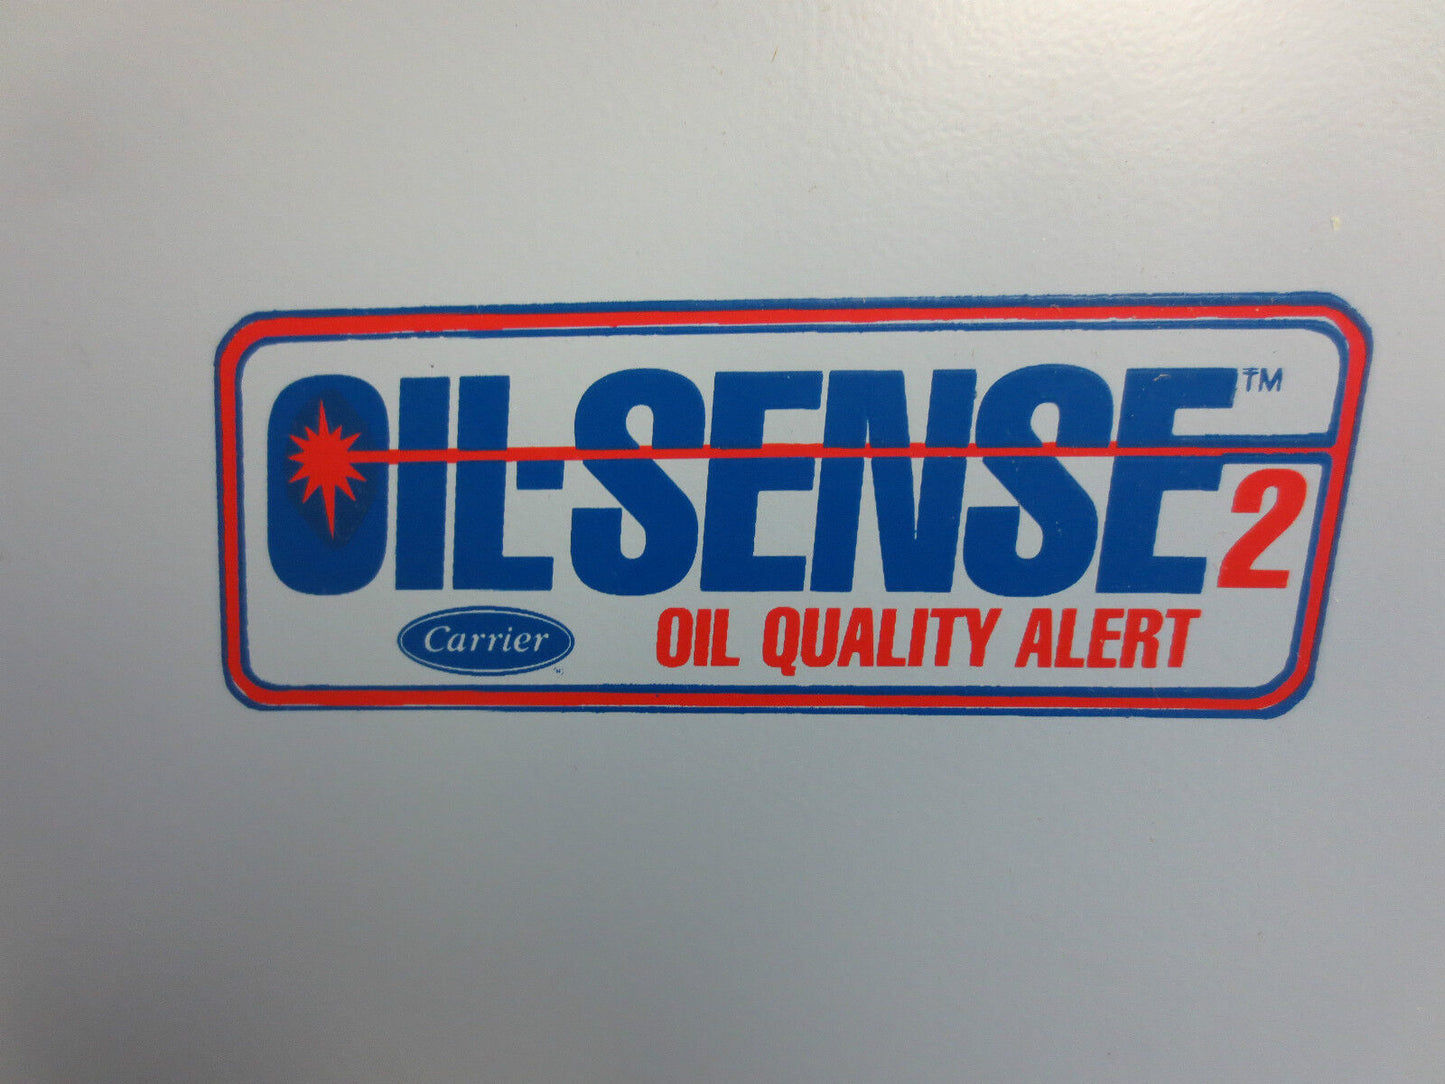 OIL-SENSE™ 2
Carrier OIL QUALITY ALERT